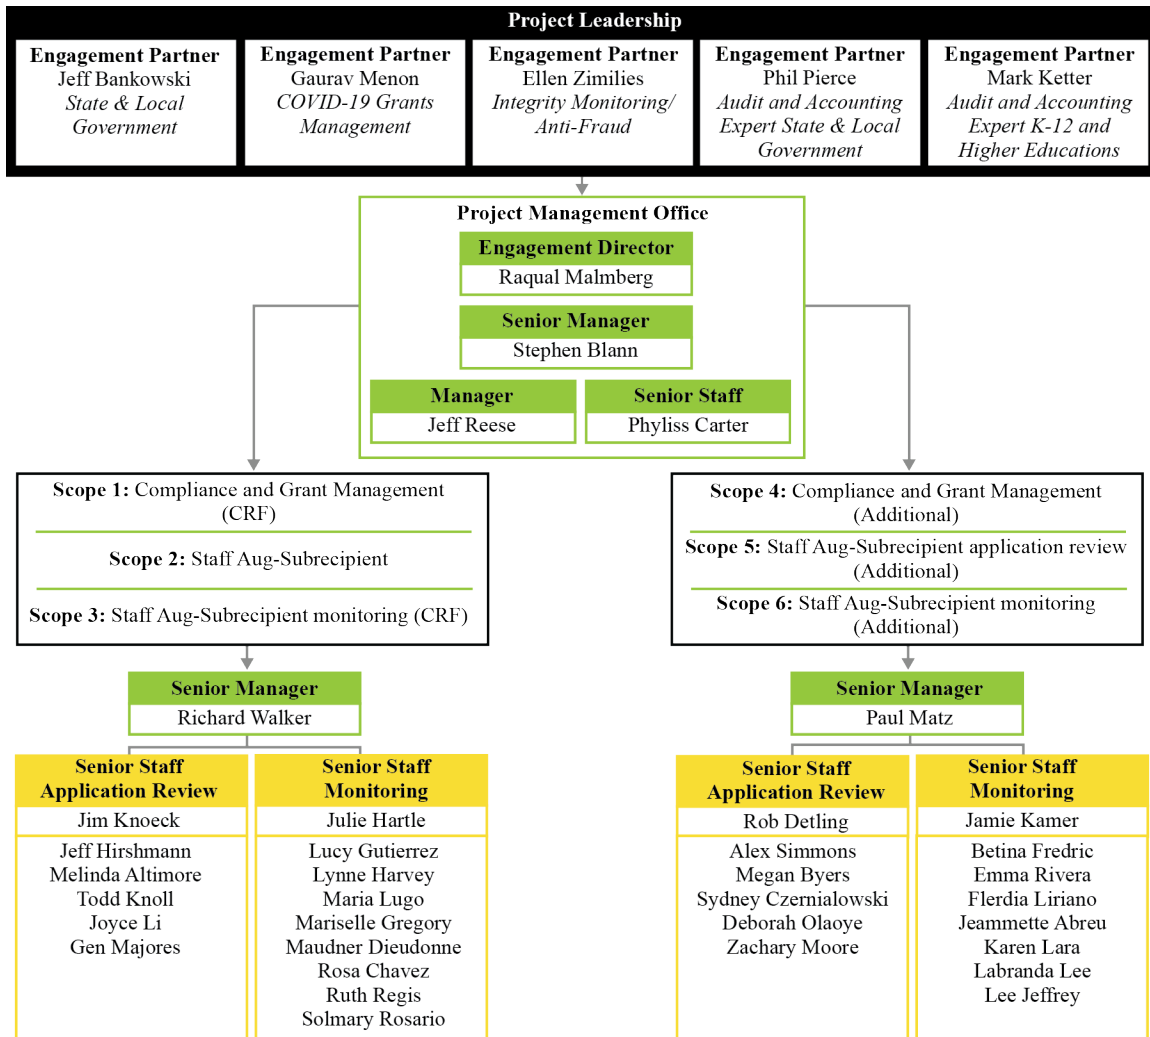 Project Leadership
Engagement Partner
Jeff Bankowski
State & Local
Government
Engagement Partner
Gaurav Menon
COVID-19 Grants
Management
Engagement Partner
Ellen Zimilies
Integrity Monitoring/
Anti-Fraud
Engagement Partner
Phil Pierce
Audit and Accounting
Expert State & Local
Government
Engagement Partner
Mark Ketter
Audit and Accounting
Expert K-12 and
Higher Educations
Project Management Office
Engagement Director
Raqual Malmberg
Senior Manager
Stephen Blann
Manager
Jeff Reese
Senior Staff
Phyliss Carter
Scope 1: Compliance and Grant Management
(CRF)
Scope 2: Staff Aug-Subrecipient
Scope 3: Staff Aug-Subrecipient monitoring (CRF)
Scope 4: Compliance and Grant Management
(Additional)
Scope 5: Staff Aug-Subrecipient application review
(Additional)
Scope 6: Staff Aug-Subrecipient monitoring
(Additional)
Senior Manager
Richard Walker
Senior Staff
Application Review
Jim Knoeck
Jeff Hirshmann
Melinda Altimore
Todd Knoll
Joyce Li
Gen Majores
Senior Staff
Monitoring
Julie Hartle
Lucy Gutierrez
Lynne Harvey
Maria Lugo
Mariselle Gregory
Maudner Dieudonne
Rosa Chavez
Ruth Regis
Solmary Rosario
Senior Manager
Paul Matz
Senior Staff
Application Review
Rob Detling
Alex Simmons
Megan Byers
Sydney Czernialowski
Deborah Olaoye
Zachary Moore
Senior Staff
Monitoring
Jamie Kamer
Betina Fredric
Emma Rivera
Flerdia Liriano
Jeammette Abreu
Karen Lara
Labranda Lee
Lee Jeffrey